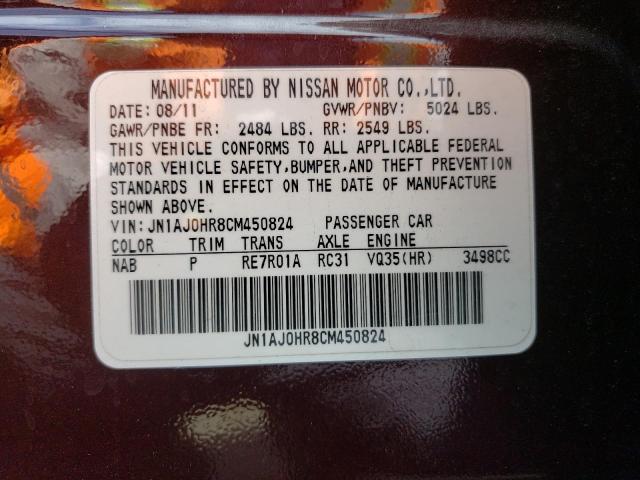 MANUFACTURED BY NISSAN MOTOR CO.,LTD.
DATE: 08/11 GVWR/PNBV: 5024 LBS.
GAWR/PNBE FR: 2484 LBS. RR: 2549 LBS.
THIS VEHICLE CONFORMS TO ALL APPLICABLE FEDERAL
MOTOR VEHICLE SAFETY,BUMPER,AND THEFT PREVENTION
STANDARDS IN EFFECT ON THE DATE OF MANUFACTURE
SHOWN ABOVE.
VIN: JN1AJ0HR8CM450824 PASSENGER CAR
COLOR TRIM TRANS AXLE ENGINE
NAB P RE7R01A RC31 VQ35(HR) 3498CC
JN1AJ0HR8CM450824